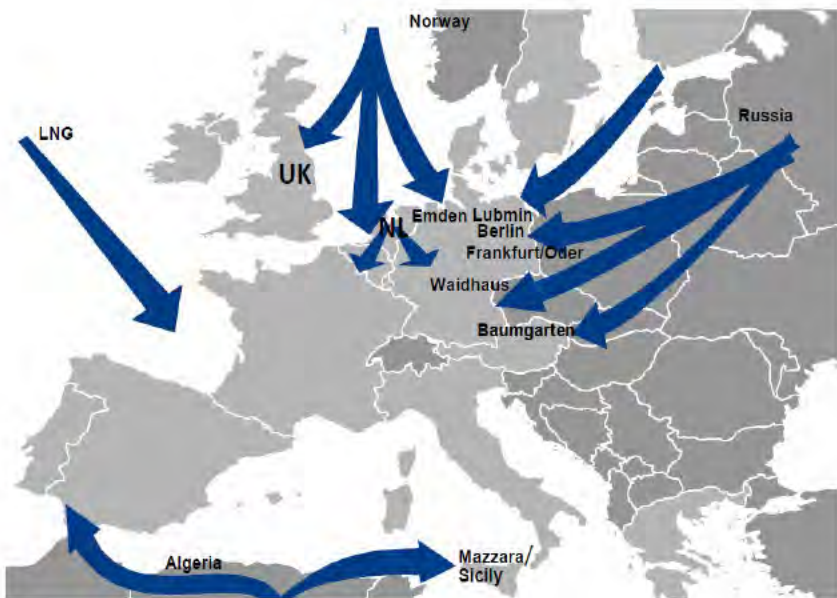 Norway
LNG
Russia
UK
NL
Emden Lubmin
Berlin
Frankfurt/Oder
Waidhaus
Baumgarten
Algeria
Mazzara/
Sicily